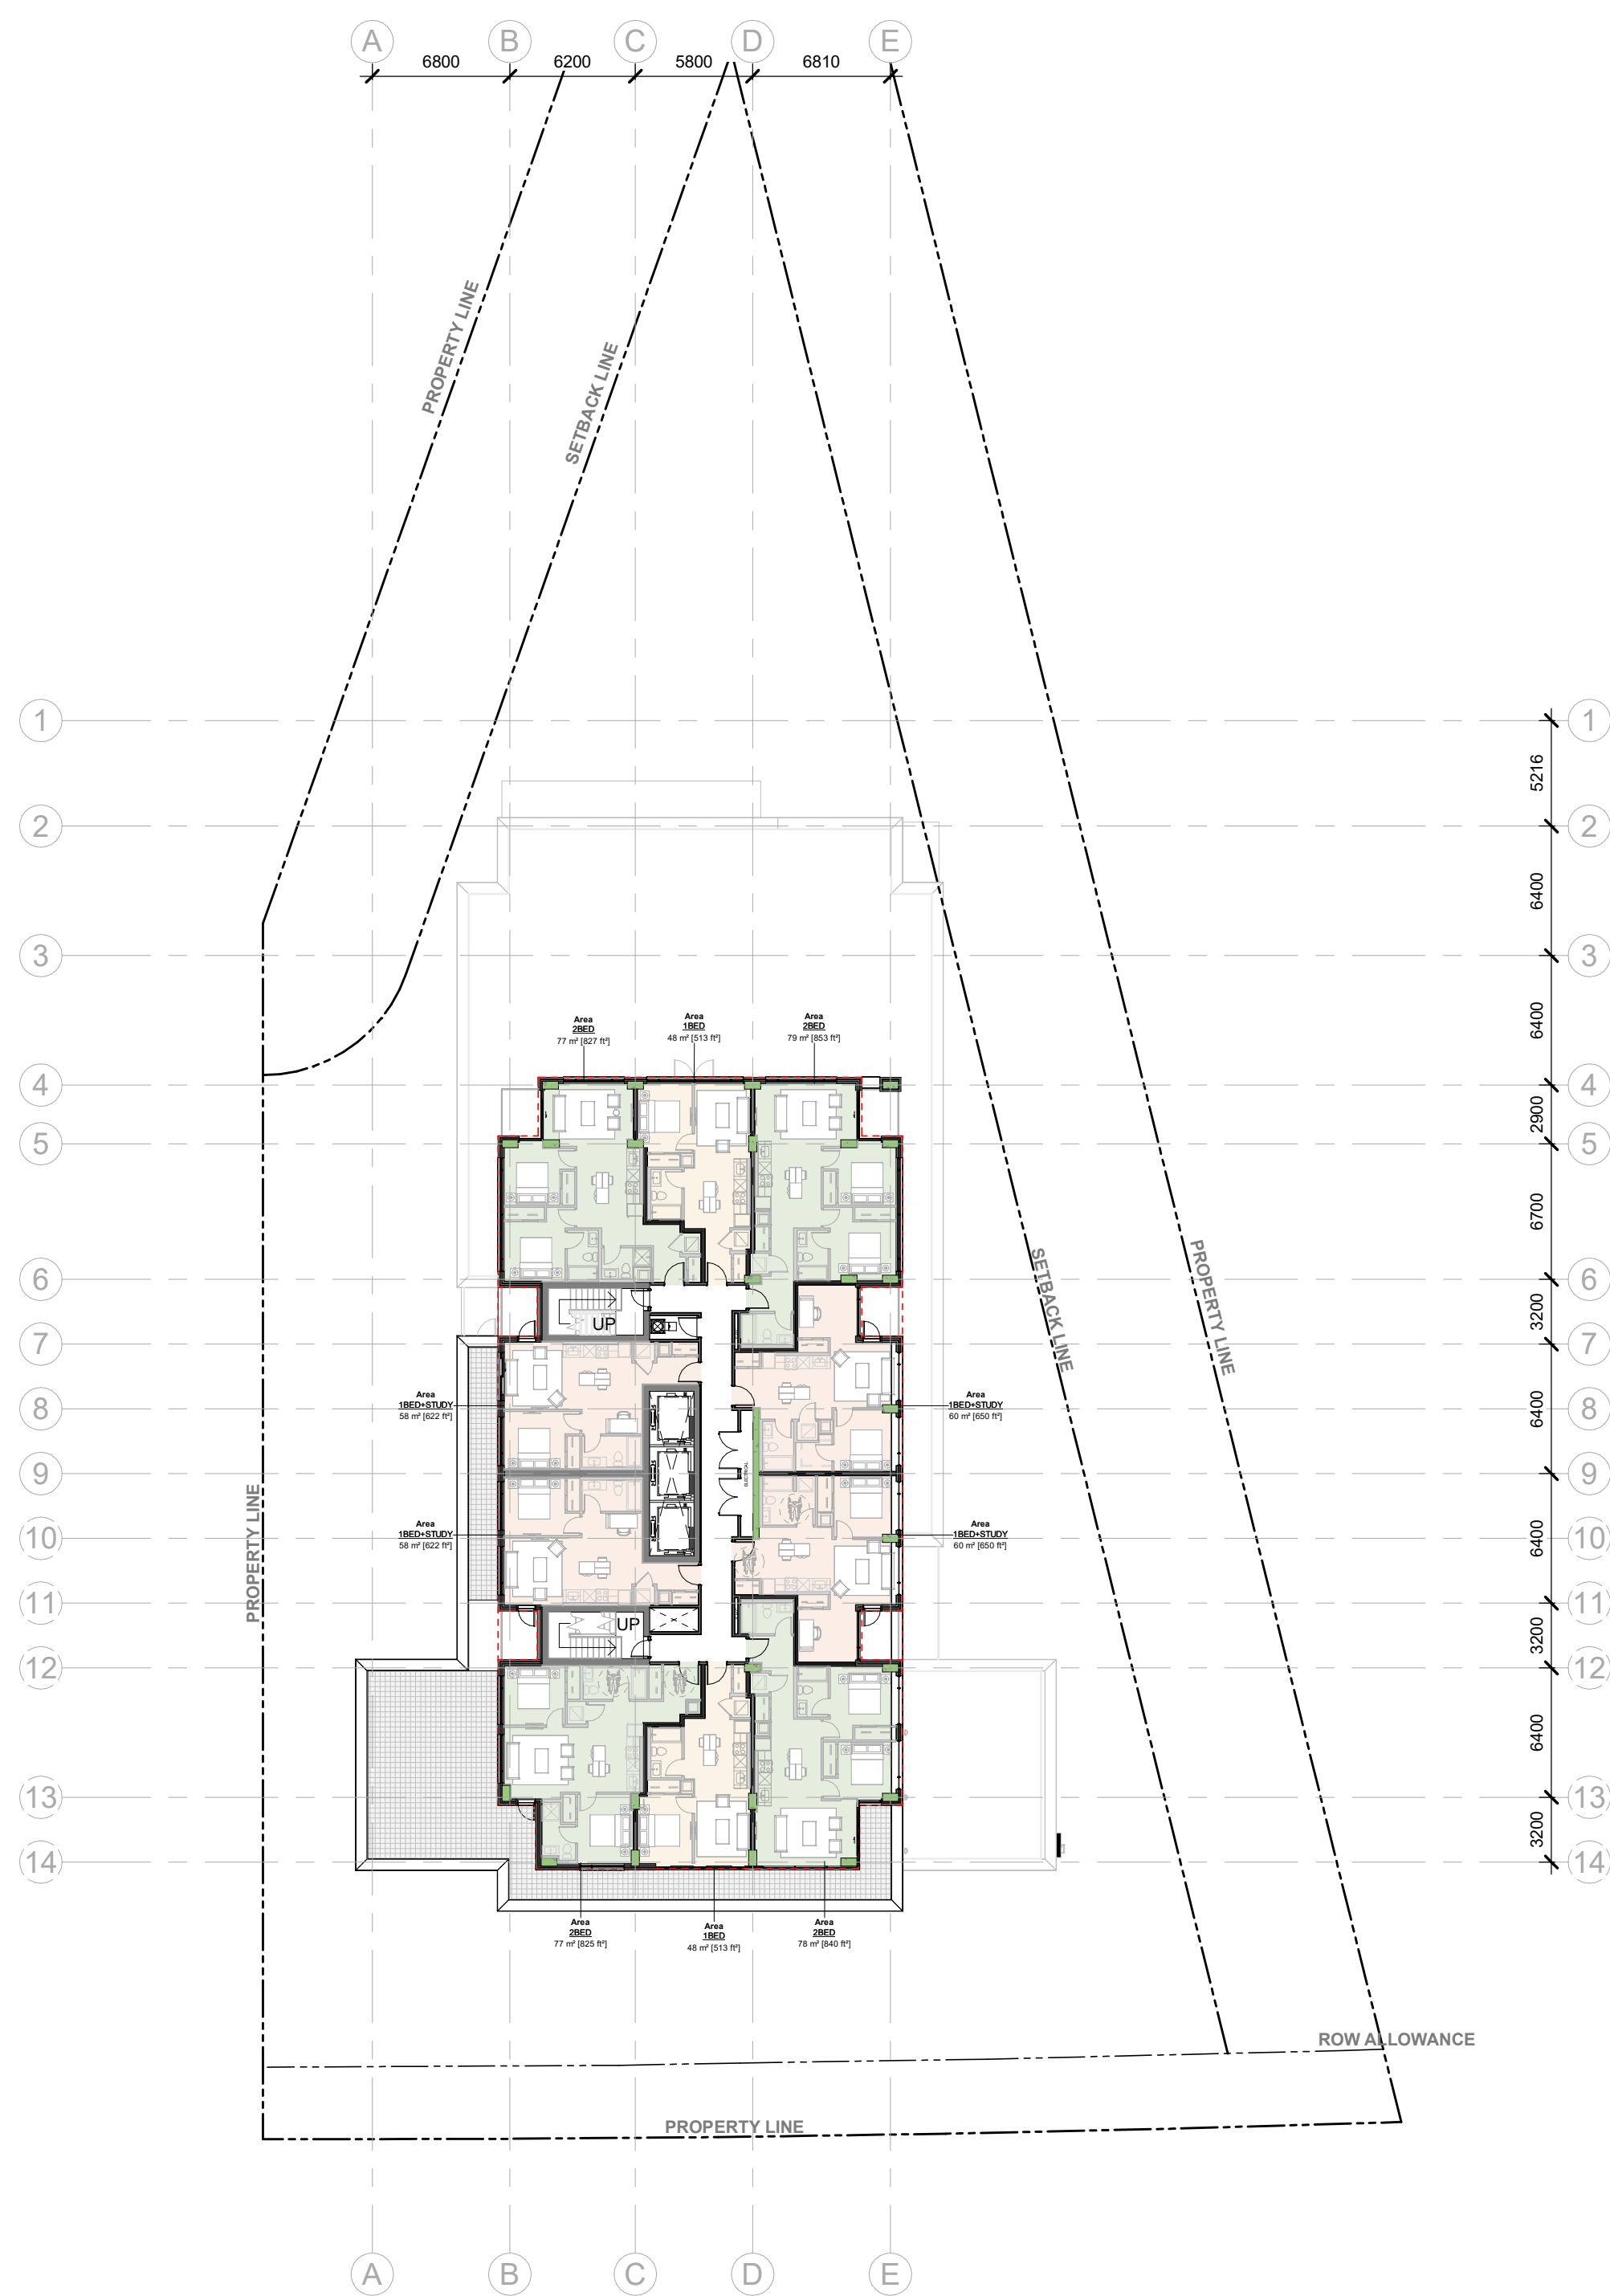 A B C D E
6800 6200 5800 6810
PROPERTY LINE
SETBACK LINE
1 1
5216
2 2
6400
3 3
6400
Area
2BED
77 m² [827 ft²]
Area
1BED
48 m² [513 ft²]
Area
2BED
79 m² [853 ft²]
4 4
2900
5 5
6700
SETBACK LINE
PROPERTY LINE
6 6
UP
3200
7 7
Area
1BED+STUDY
58 m² [622 ft²]
Area
1BED+STUDY
60 m² [650 ft²]
8 8
6400
ELECTRICAL
9 9
PROPERTY LINE
Area
1BED+STUDY
58 m² [622 ft²]
Area
1BED+STUDY
60 m² [650 ft²]
10 10
6400
11 11
UP
3200
12 12
6400
13 13
3200
14 14
Area
2BED
77 m² [825 ft²]
Area
1BED
48 m² [513 ft²]
Area
2BED
78 m² [840 ft²]
ROW ALLOWANCE
PROPERTY LINE
A B C D E